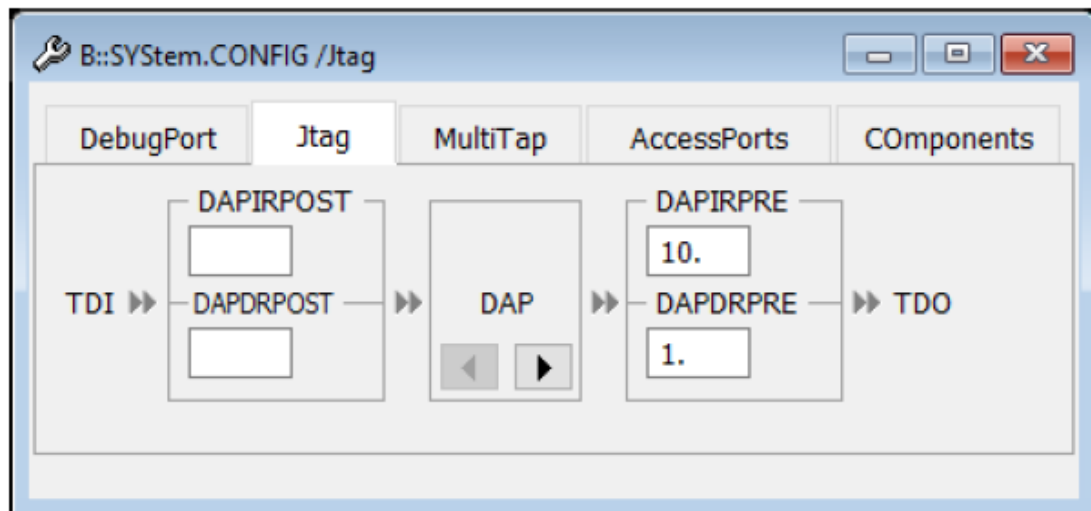 B::SYStem.CONFIG /Jtag
DebugPort Jtag MultiTap AccessPorts COmponents
DAPIRPOST DAPIRPRE
10.
TDI DAPDRPOST DAP DAPDRPRE TDO
1.